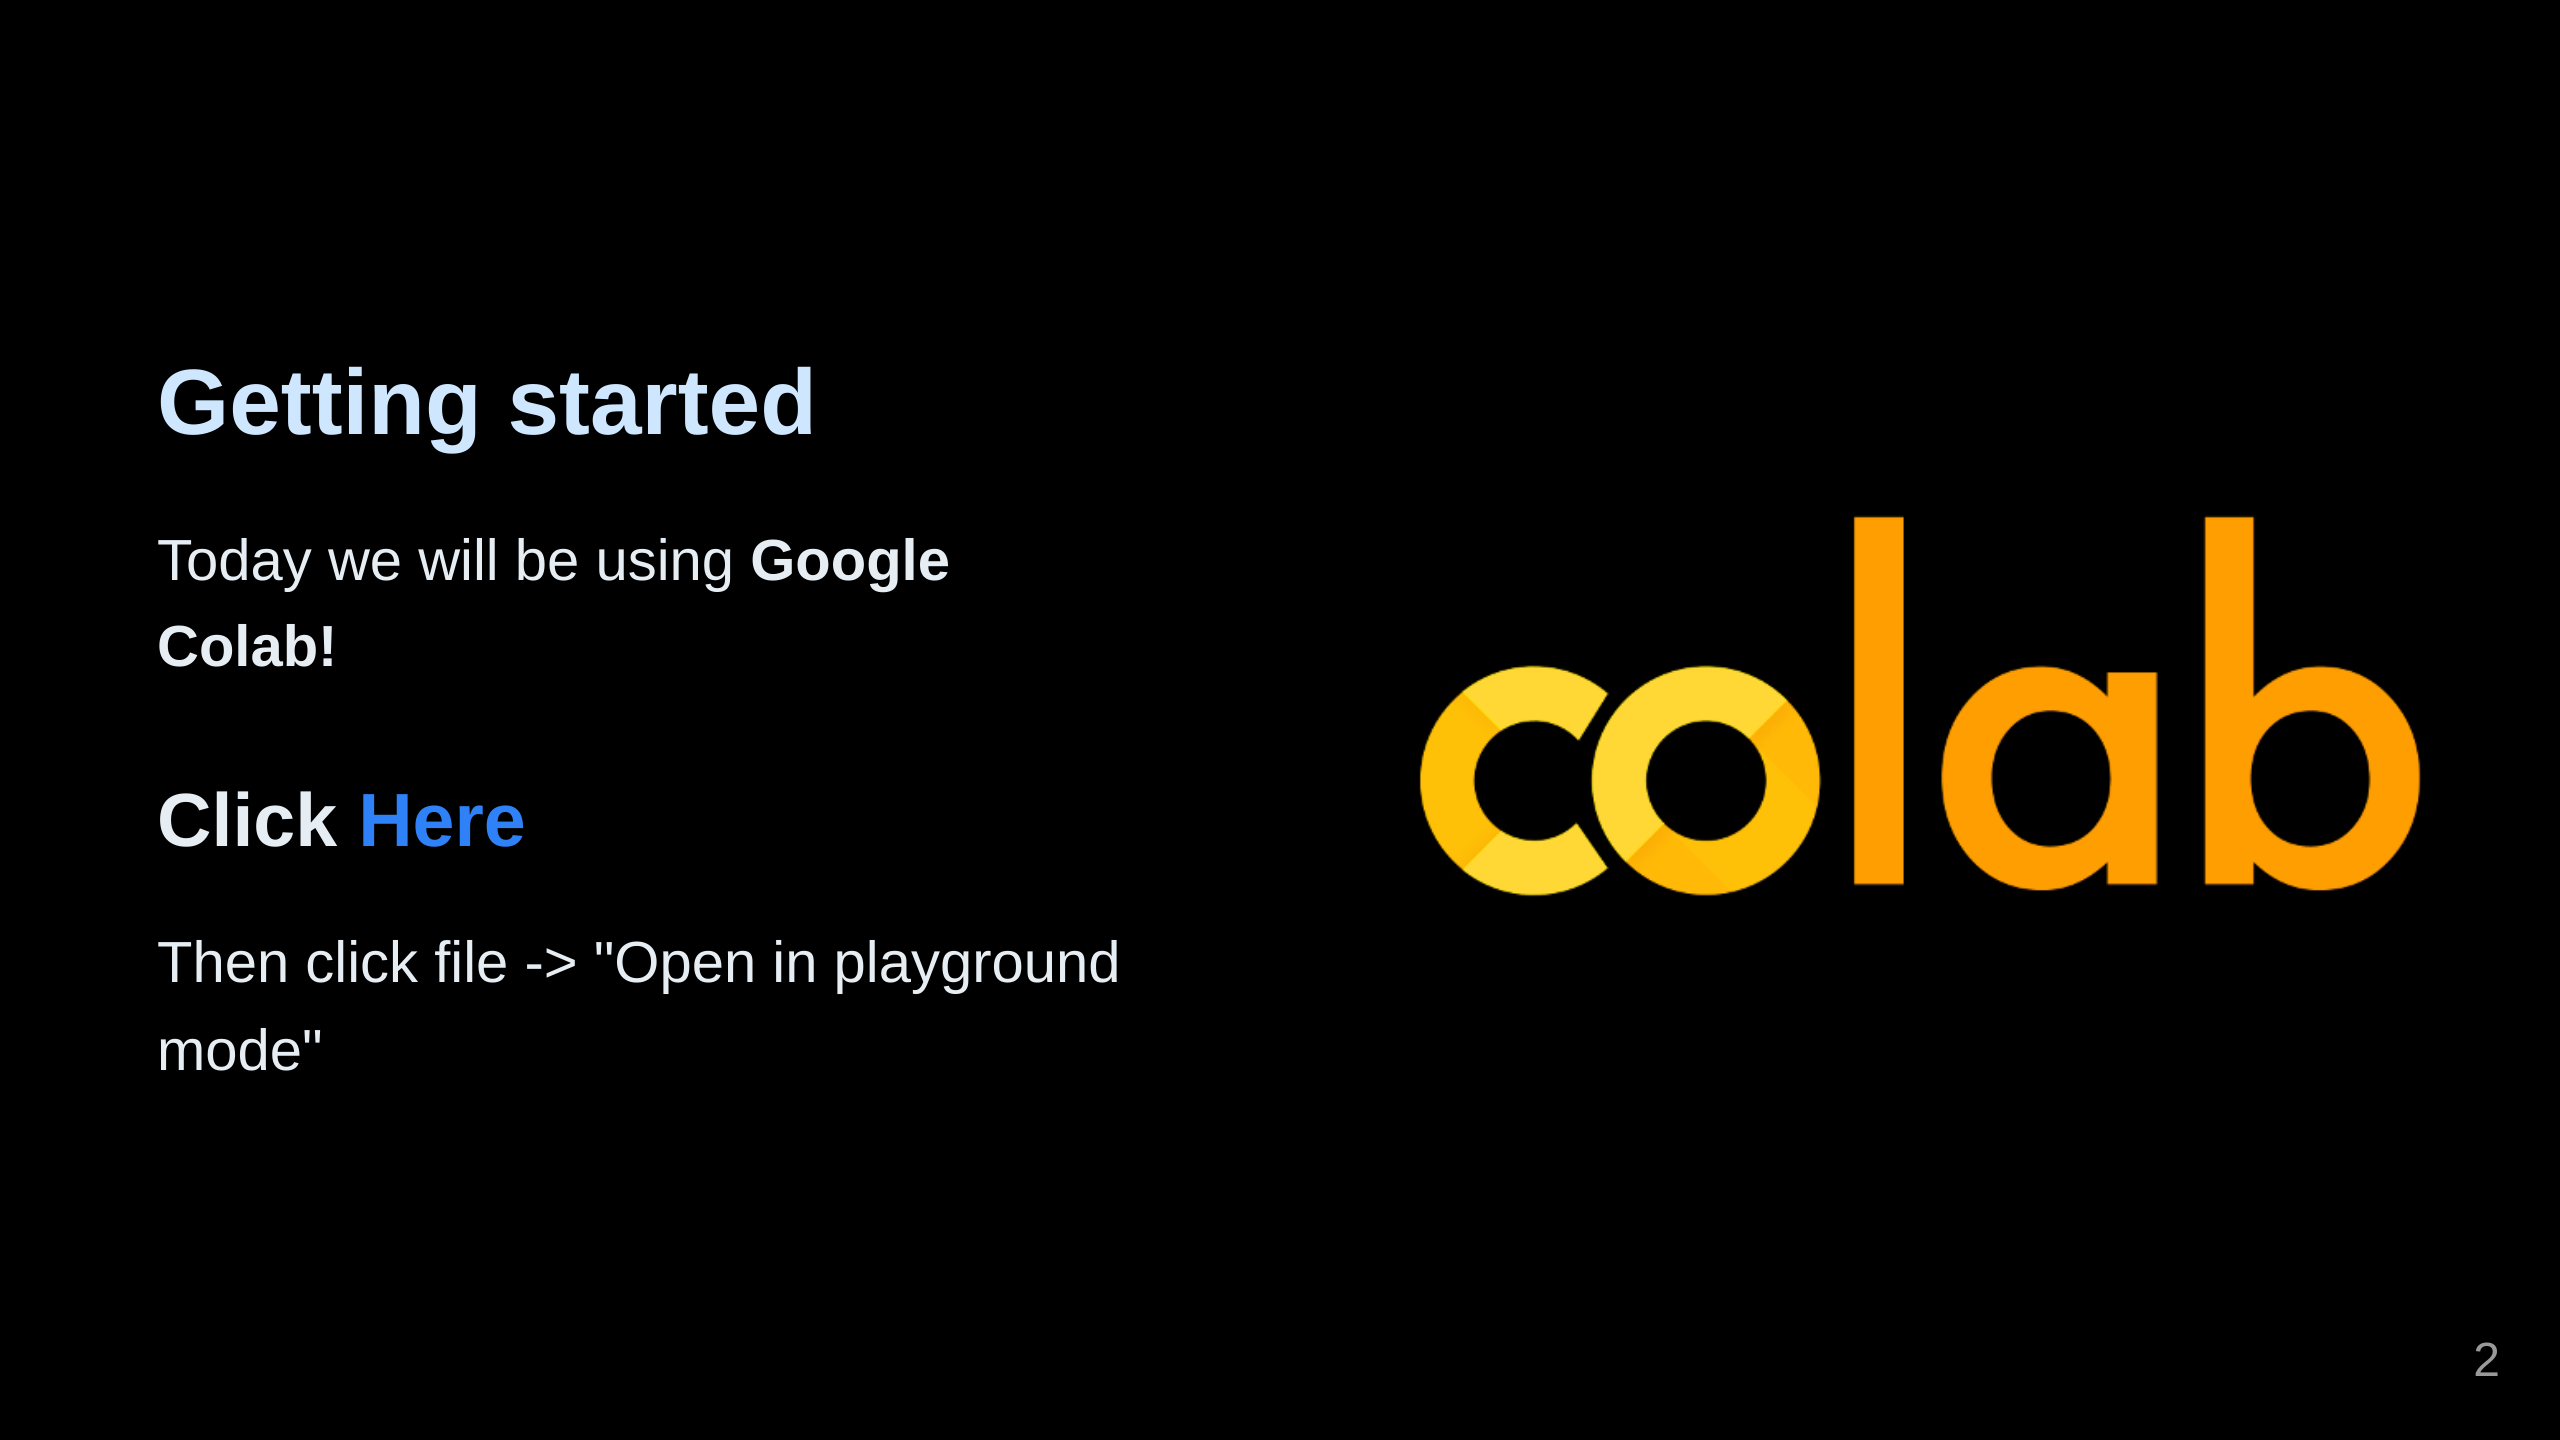 Getting started
Today we will be using Google
Colab!
Click Here
Then click file -> "Open in playground
mode"
colab
2